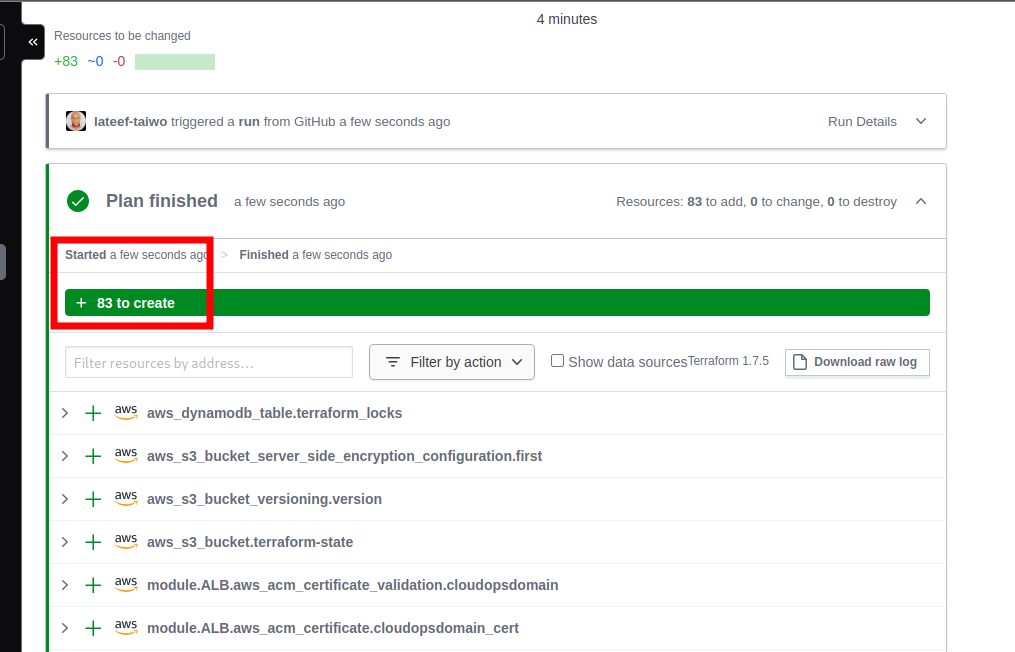 4 minutes
«
Resources to be changed
+83 ~0 -0
lateef-taiwo triggered a run from GitHub a few seconds ago Run Details
Plan finished a few seconds ago Resources: 83 to add, 0 to change, 0 to destroy
Started a few seconds ago > Finished a few seconds ago
+ 83 to create
Filter resources by address… Filter by action Show data sources Terraform 1.7.5 Download raw log
aws aws_dynamodb_table.terraform_locks
aws aws_s3_bucket_server_side_encryption_configuration.first
aws aws_s3_bucket_versioning.version
aws aws_s3_bucket.terraform-state
aws module.ALB.aws_acm_certificate_validation.cloudopsdomain
aws module.ALB.aws_acm_certificate.cloudopsdomain_cert